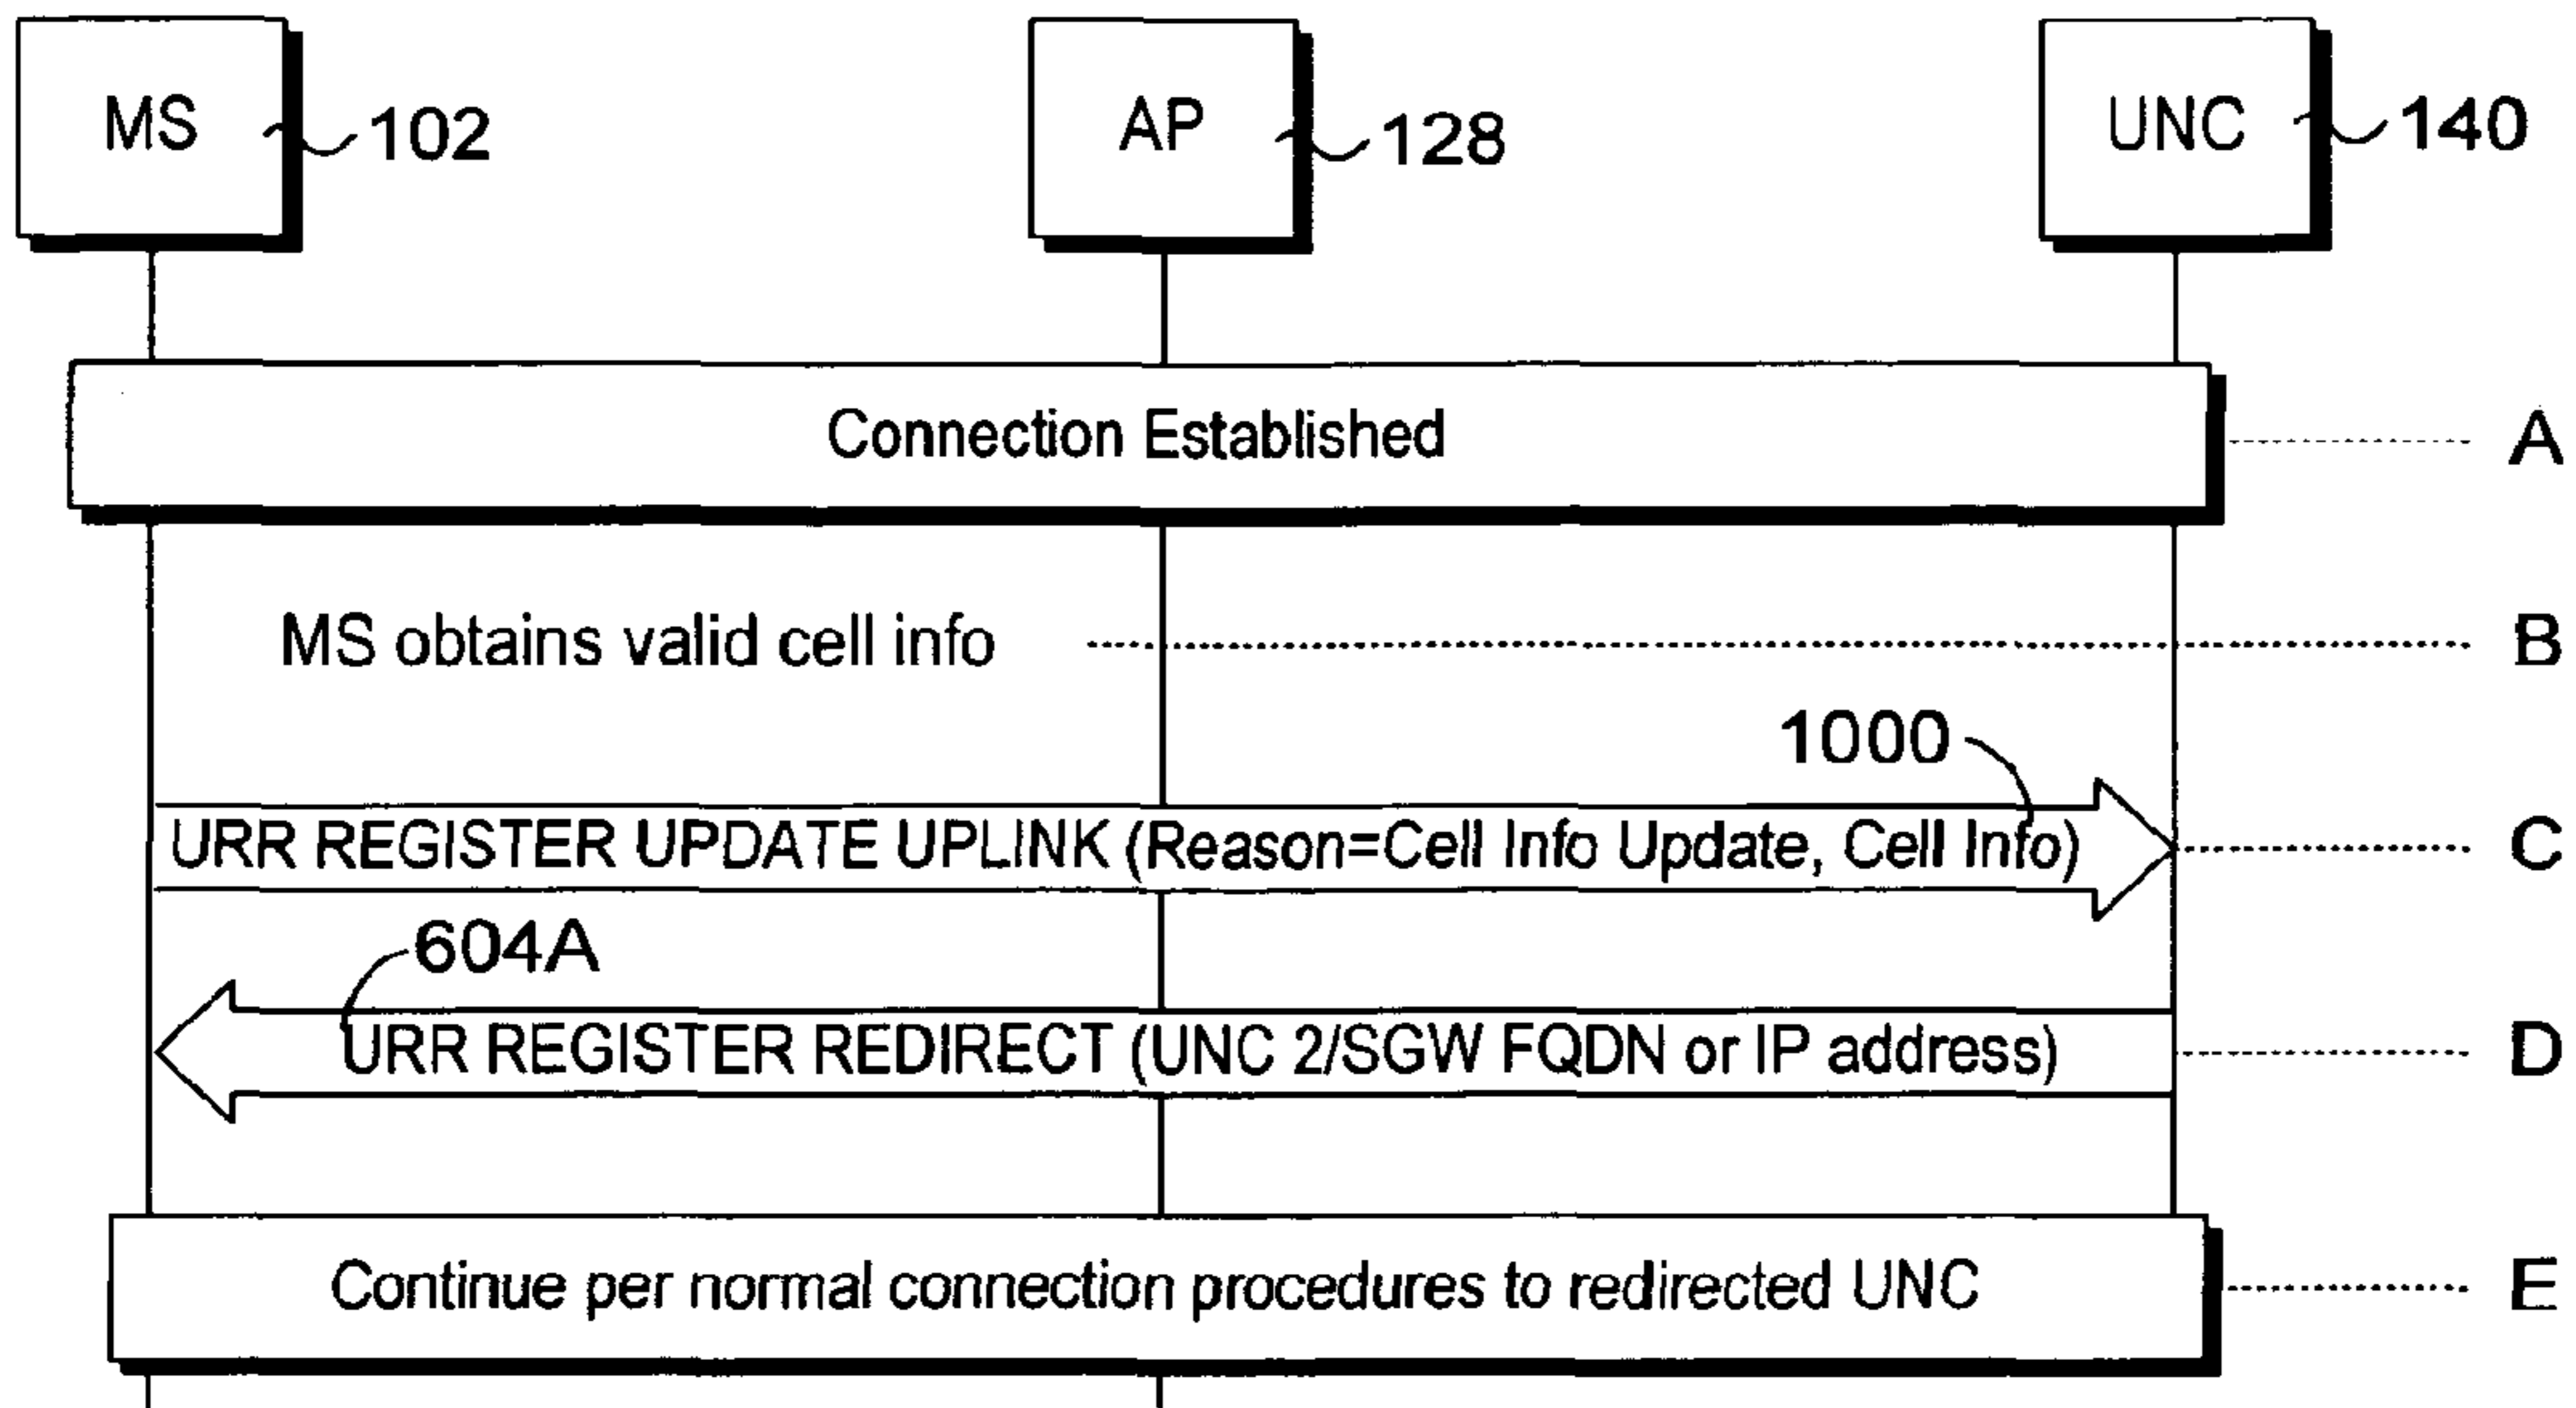 MS
102
AP
128
UNC
140
Connection Established
A
MS obtains valid cell info
B
1000
URR REGISTER UPDATE UPLINK (Reason=Cell Info Update, Cell Info)
C
604A
URR REGISTER REDIRECT (UNC 2/SGW FQDN or IP address)
D
Continue per normal connection procedures to redirected UNC
E